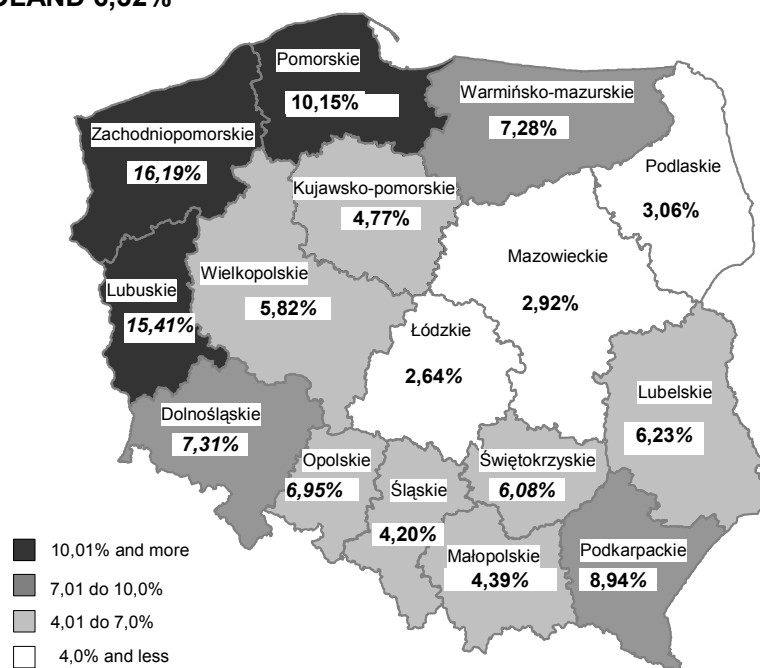 Pomorskie
10,15%
Warmińsko-mazurskie
7,28%
Zachodniopomorskie
16,19%
Podlaskie
3,06%
Kujawsko-pomorskie
4,77%
Mazowieckie
2,92%
Wielkopolskie
5,82%
Lubuskie
15,41%
Łódzkie
2,64%
Lubelskie
6,23%
Dolnośląskie
7,31%
Opolskie
6,95%
Śląskie
4,20%
Świętokrzyskie
6,08%
Małopolskie
4,39%
Podkarpackie
8,94%
10,01% and more
7,01 do 10,0%
4,01 do 7,0%
4,0% and less